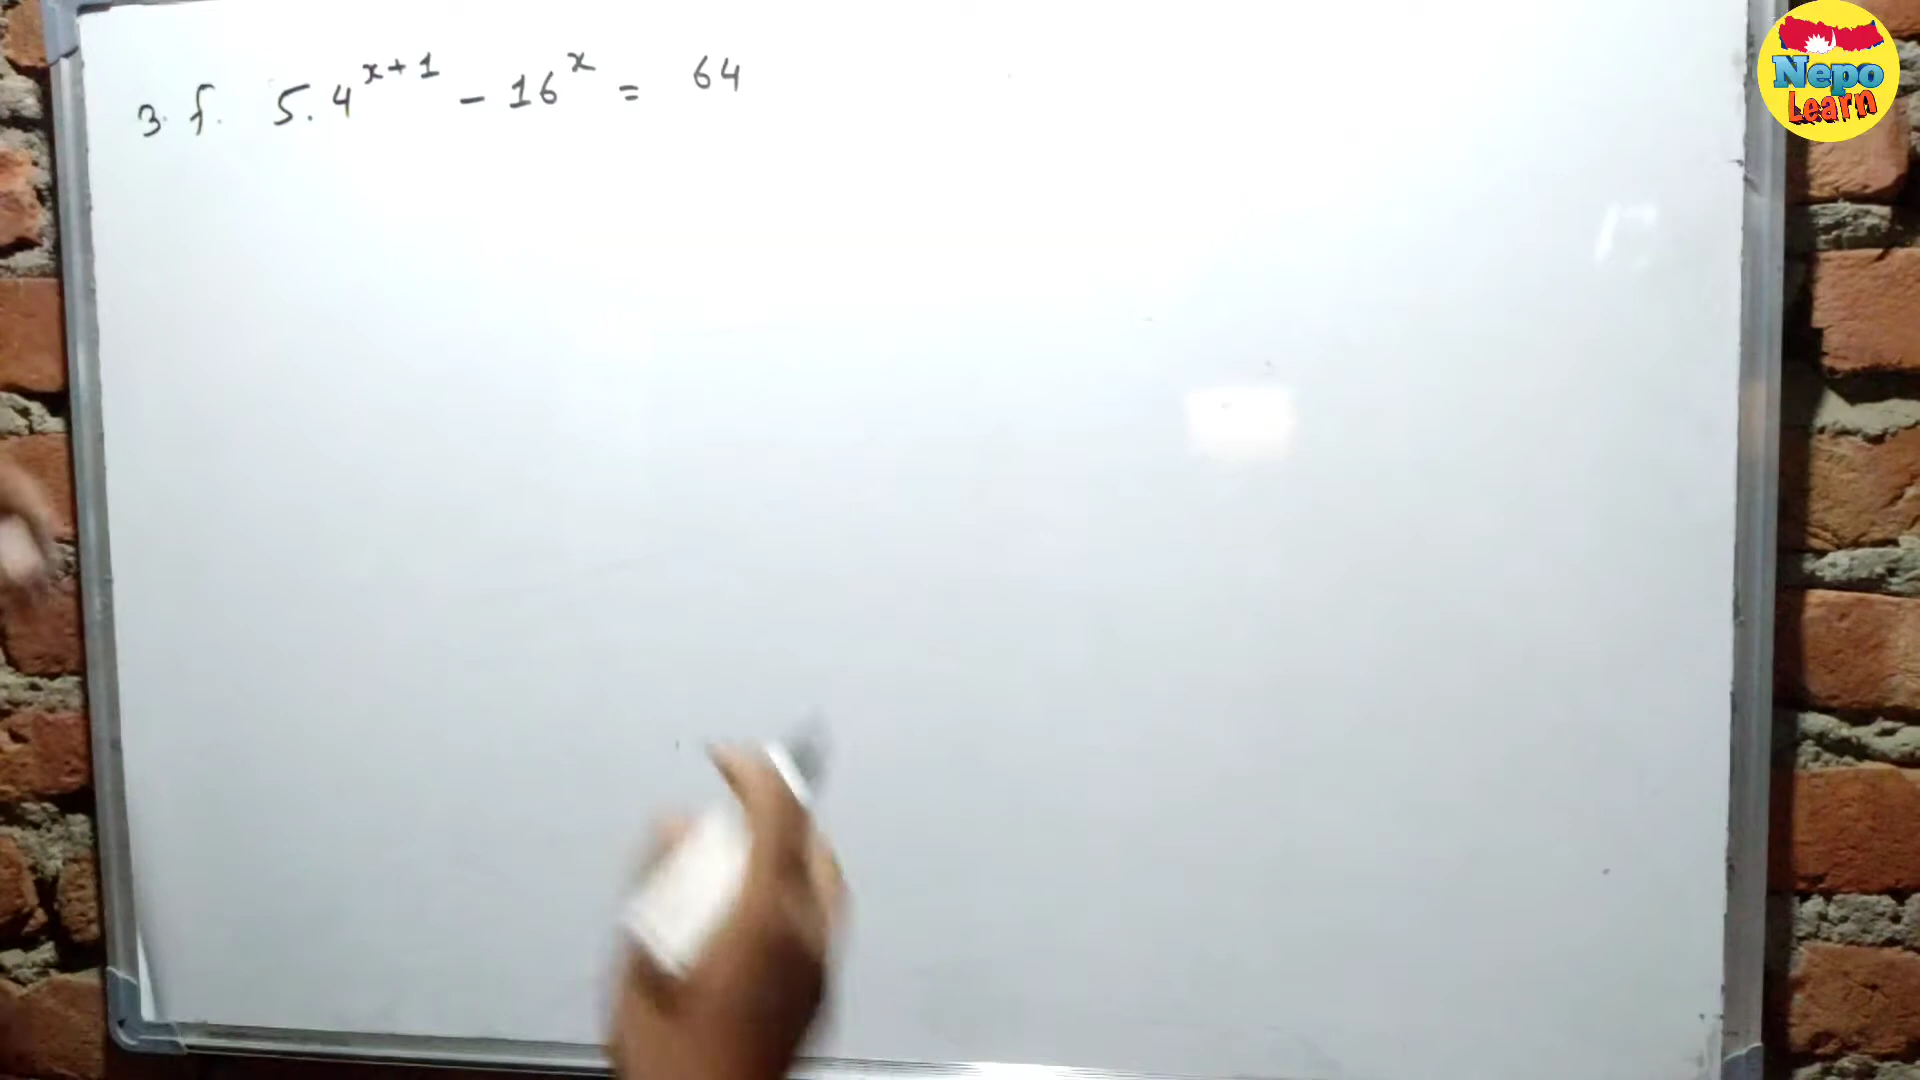 3. f. 5.4^{x+1} - 16^x = 64
Nepo
Learn